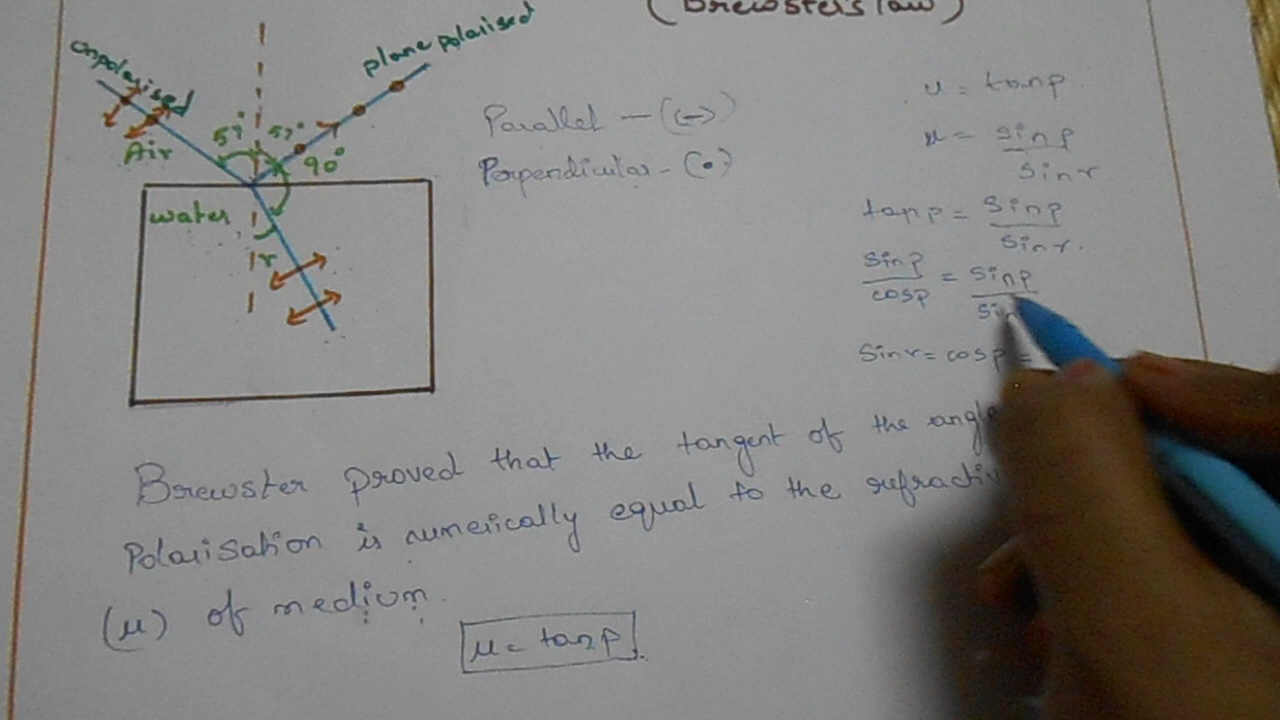 (Brewster's law)
unpolarised
plane polarised
57°
57°
Air
90°
water
r
Parallel - (↔)
Perpendicular - (•)
μ = tan p
μ = sin p / sin r
tan p = sin p / sin r.
sin p / cos p = sin p / sin
sin r = cos p =
Brewster proved that the tangent of the angle
Polarisation is numerically equal to the refractiv
(μ) of medium.
μ = tan p.